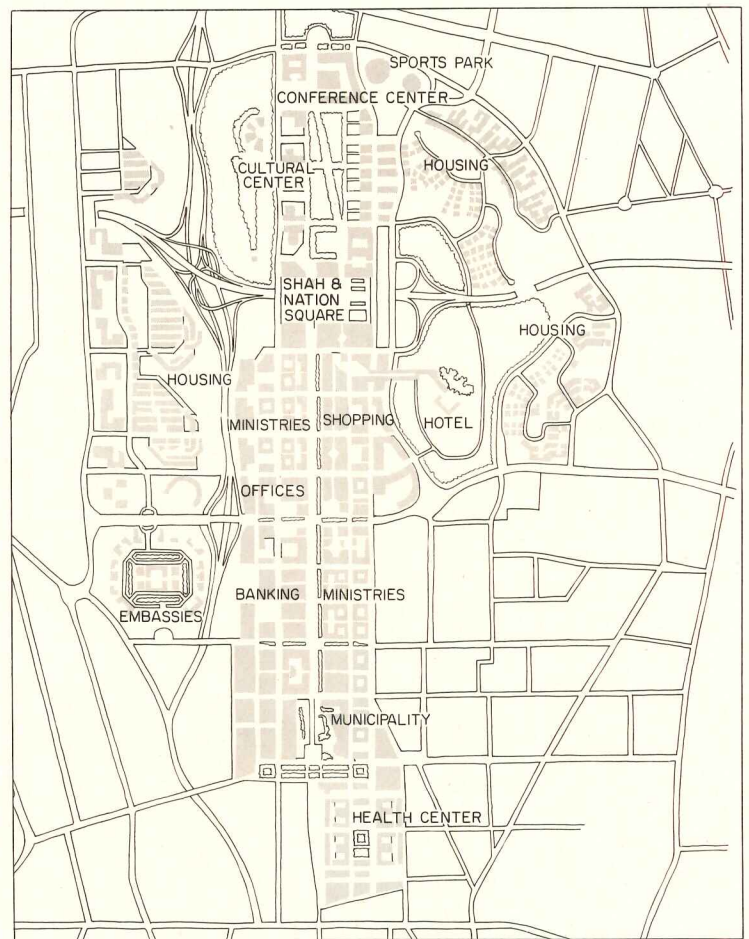 SPORTS PARK
CONFERENCE CENTER
CULTURAL
CENTER
HOUSING
SHAH &
NATION
SQUARE
HOUSING
HOUSING
MINISTRIES
SHOPPING
HOTEL
OFFICES
BANKING
MINISTRIES
EMBASSIES
MUNICIPALITY
HEALTH CENTER